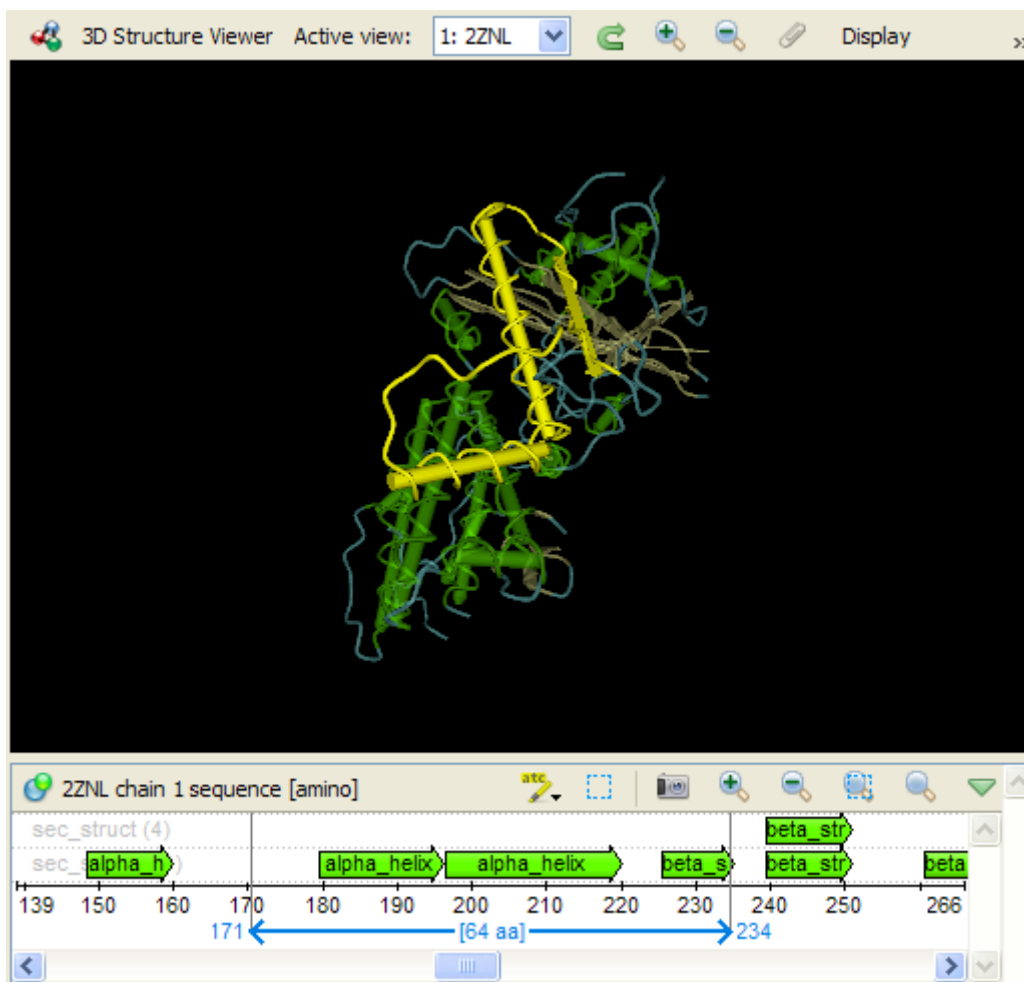 3D Structure Viewer Active view: 1: 2ZNL Display »
2ZNL chain 1 sequence [amino] atc
sec_struct (4)
beta_str
sec_s
alpha_h ) alpha_helix alpha_helix beta_s beta_str beta
139 150 160 170 180 190 200 210 220 230 240 250 266
171 [64 aa] 234